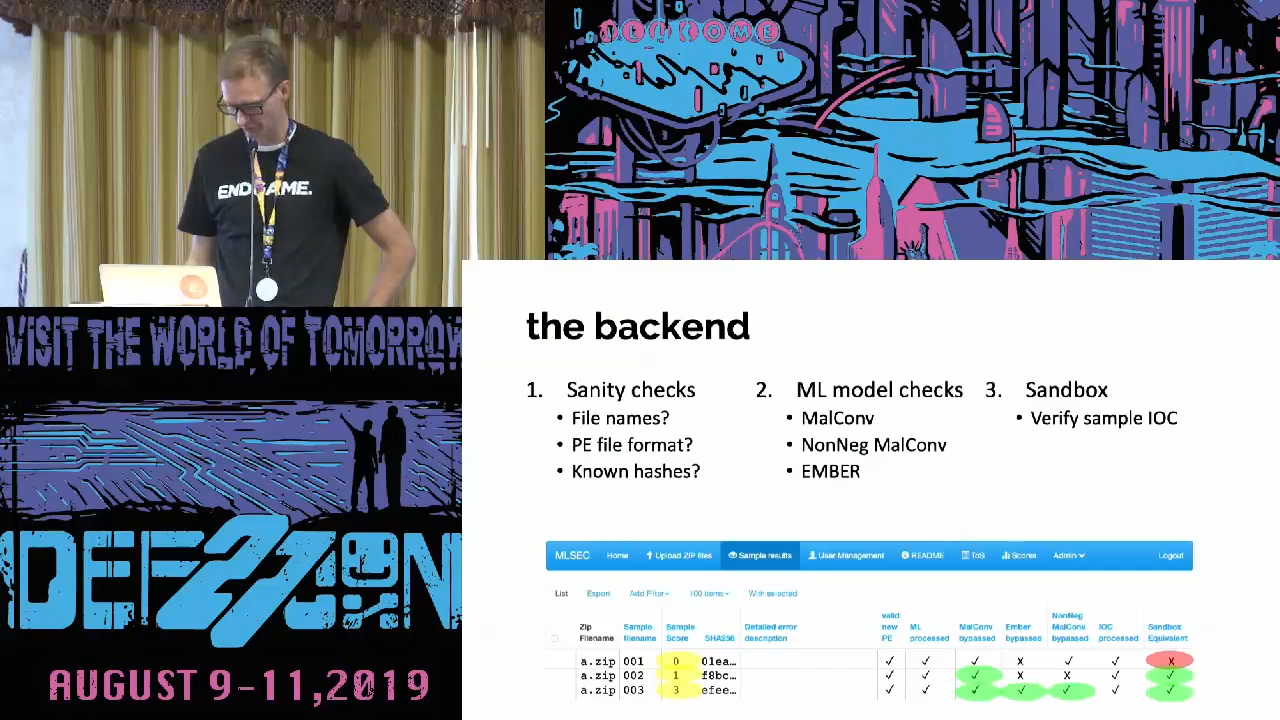 WELCOME
ENDGAME.
VISIT THE WORLD OF TOMORROW
DEFCON
AUGUST 9-11,2019
the backend
1. Sanity checks
• File names?
• PE file format?
• Known hashes?
2. ML model checks
• MalConv
• NonNeg MalConv
• EMBER
3. Sandbox
• Verify sample IOC
MLSEC Home Upload ZIP files Sample results User Management README ToS Scores Admin Logout
List Export Add Filter 100 items With selected
Zip Filename Sample filename Sample Score SHA256 Detailed error description valid new PE ML processed MalConv bypassed Ember bypassed NonNeg MalConv bypassed IOC processed Sandbox Equivalent
a.zip 001 0 01ea… ✓ ✓ ✓ X ✓ ✓ X
a.zip 002 1 f8bc… ✓ ✓ ✓ X X ✓ ✓
a.zip 003 3 efee… ✓ ✓ ✓ ✓ ✓ ✓ ✓